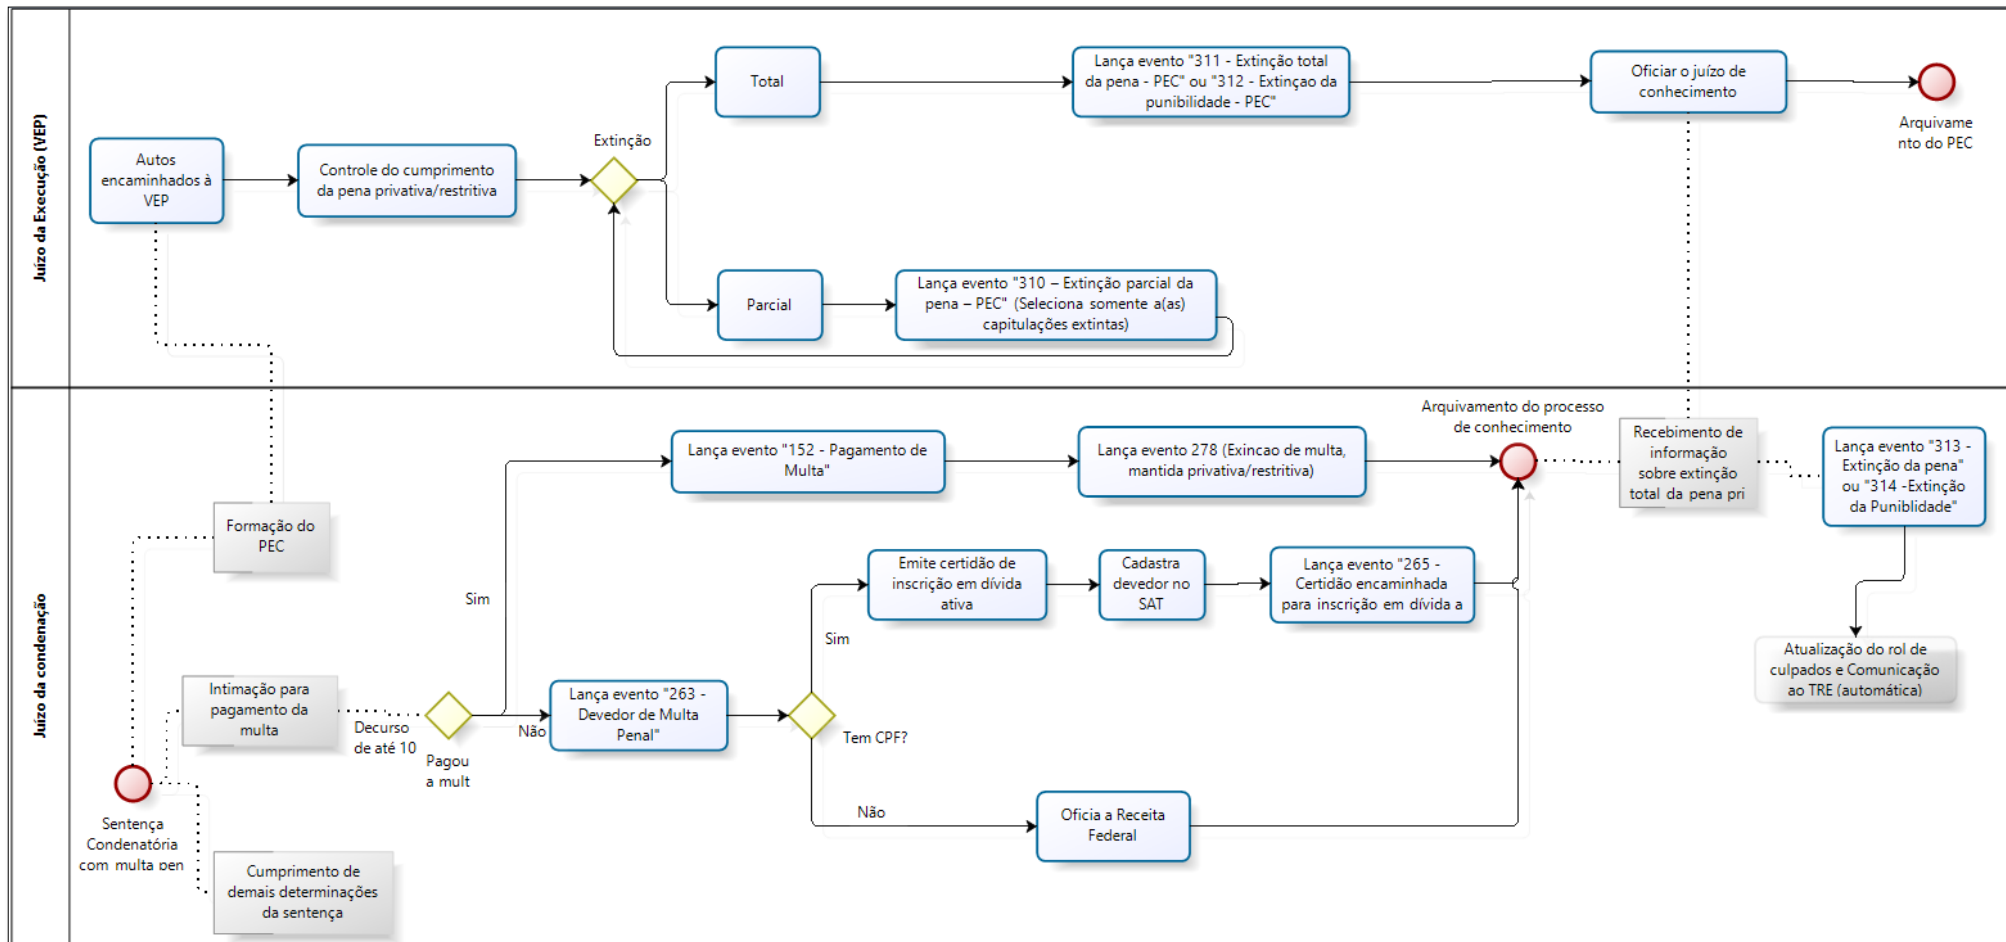 Juízo da Execução (VEP)
Autos
encaminhados à
VEP
Controle do cumprimento
da pena privativa/restritiva
Extinção
Total
Lança evento "311 - Extinção total
da pena - PEC" ou "312 - Extinçao da
punibilidade - PEC"
Oficiar o juízo de
conhecimento
Arquivame
nto do PEC
Parcial
Lança evento "310 – Extinção parcial da
pena – PEC" (Seleciona somente a(as)
capitulações extintas)
Juízo da condenação
Formação do
PEC
Intimação para
pagamento da
multa
Sentença
Condenatória
com multa pen
Cumprimento de
demais determinações
da sentença
Decurso
de até 10
Pagou
a mult
Sim
Não
Lança evento "152 - Pagamento de
Multa"
Lança evento 278 (Exincao de multa,
mantida privativa/restritiva)
Arquivamento do processo
de conhecimento
Recebimento de
informação
sobre extinção
total da pena pri
Lança evento "313 -
Extinção da pena"
ou "314 -Extinção
da Puniblidade"
Lança evento "263 -
Devedor de Multa
Penal"
Tem CPF?
Sim
Emite certidão de
inscrição em dívida
ativa
Cadastra
devedor no
SAT
Lança evento "265 -
Certidão encaminhada
para inscrição em dívida a
Não
Oficia a Receita
Federal
Atualização do rol de
culpados e Comunicação
ao TRE (automática)